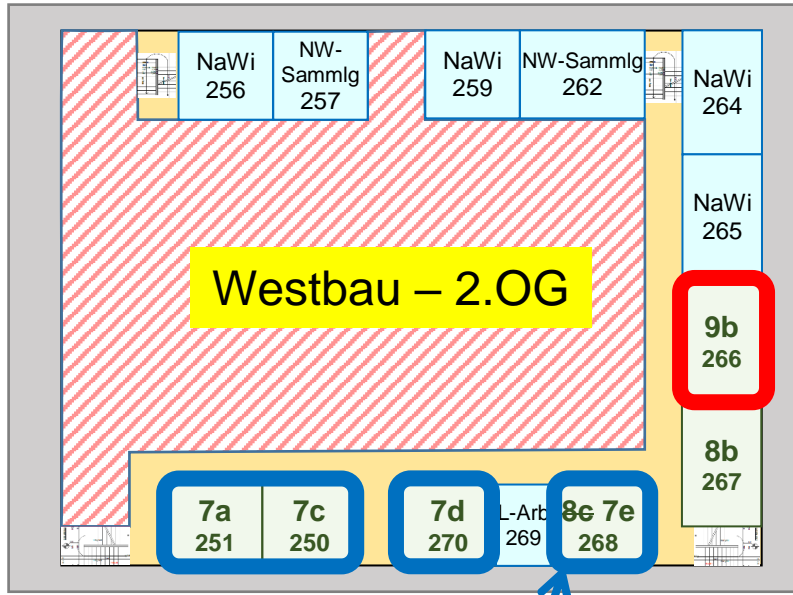 NaWi
256
NW-
Sammlg
257
NaWi
259
NW-Sammlg
262
NaWi
264
NaWi
265
Westbau – 2.OG
9b
266
8b
267
7a
251
7c
250
7d
270
L-Arb
269
8c 7e
268